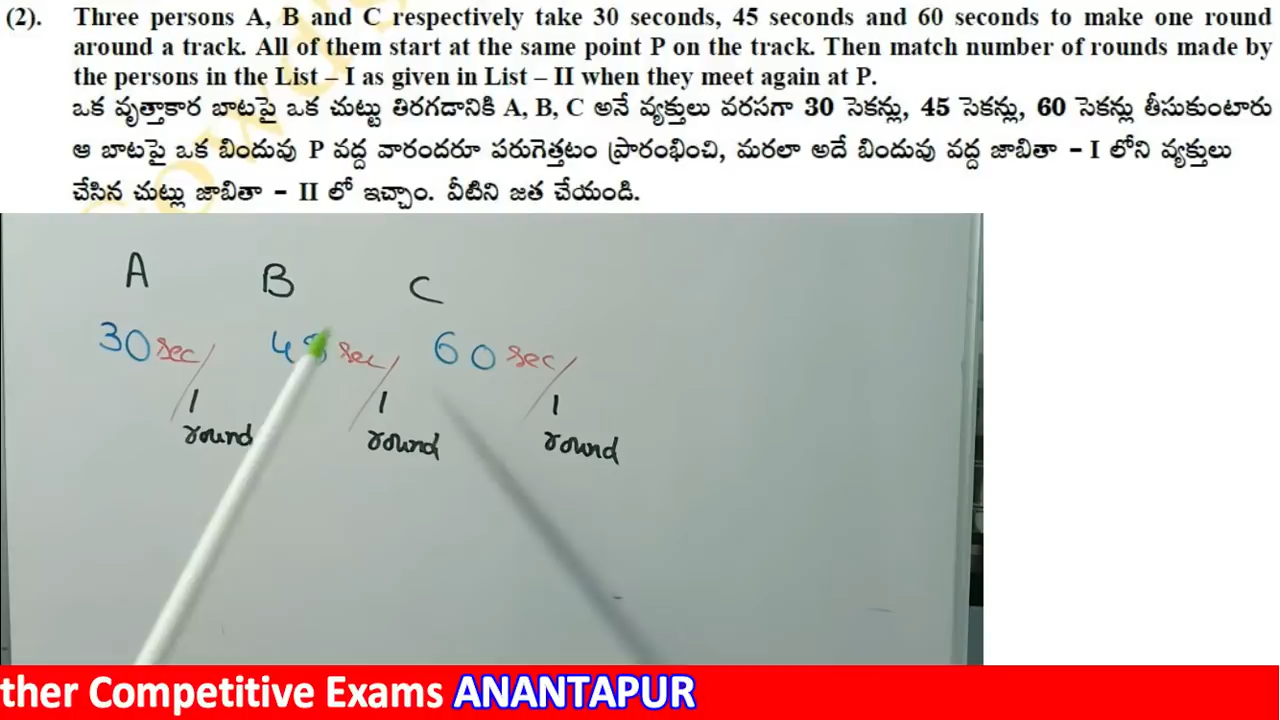 (2). Three persons A, B and C respectively take 30 seconds, 45 seconds and 60 seconds to make one round
around a track. All of them start at the same point P on the track. Then match number of rounds made by
the persons in the List – I as given in List – II when they meet again at P.
ఒక వృత్తాకార బాటపై ఒక చుట్టు తిరగడానికి A, B, C అనే వ్యక్తులు వరసగా 30 సెకన్లు, 45 సెకన్లు, 60 సెకన్లు తీసుకుంటారు
ఆ బాటపై ఒక బిందువు P వద్ద వారందరూ పరుగెత్తటం ప్రారంభించి, మరలా అదే బిందువు వద్ద జాబితా – I లోని వ్యక్తులు
చేసిన చుట్లు జాబితా – II లో ఇచ్చాం. వీటిని జత చేయండి.
A B C
30 sec/ 45 sec/ 60 sec/
1 1 1
round round round
ther Competitive Exams ANANTAPUR